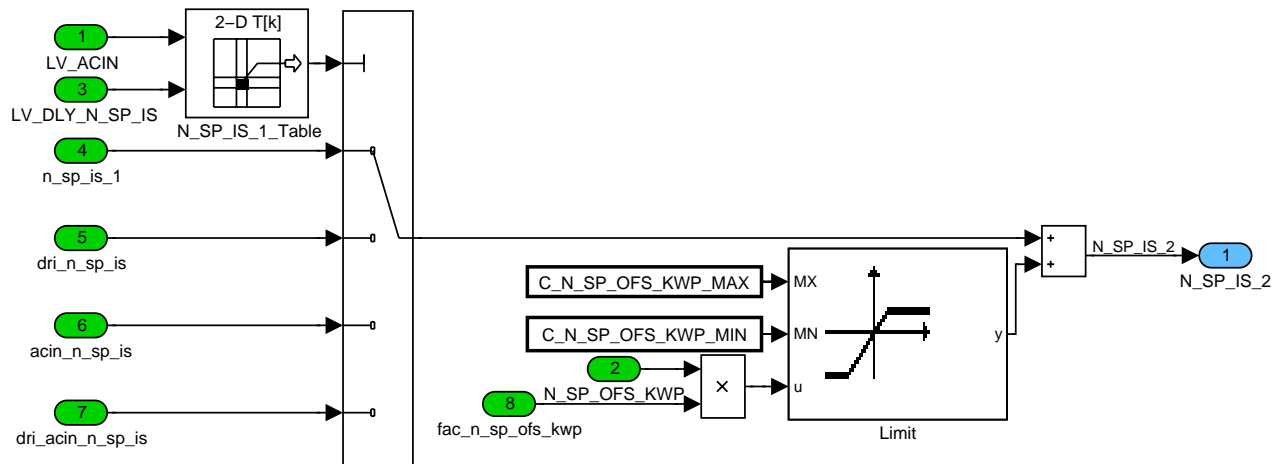 1
LV_ACIN
3
LV_DLY_N_SP_IS
2-D T[k]
N_SP_IS_1_Table
4
n_sp_is_1
5
dri_n_sp_is
6
acin_n_sp_is
7
dri_acin_n_sp_is
C_N_SP_OFS_KWP_MAX
C_N_SP_OFS_KWP_MIN
2
N_SP_OFS_KWP
8
fac_n_sp_ofs_kwp
×
MX
MN
u
y
Limit
+
+
N_SP_IS_2
1
N_SP_IS_2